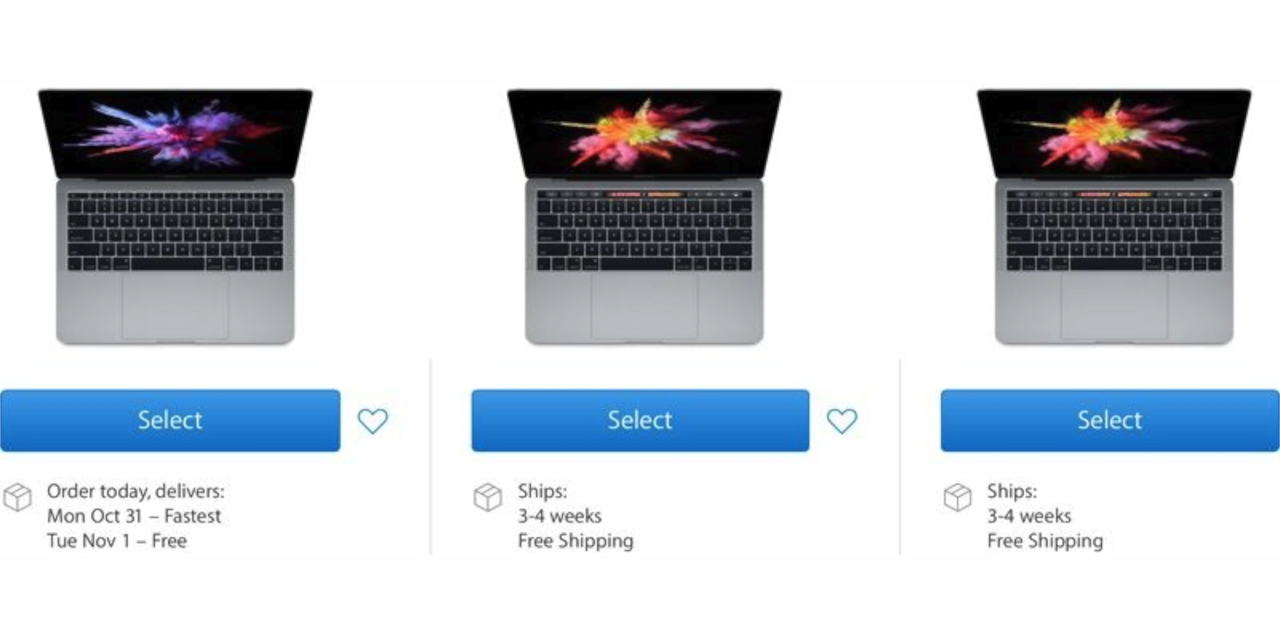 Select
Order today, delivers:
Mon Oct 31 – Fastest
Tue Nov 1 – Free
Select
Ships:
3-4 weeks
Free Shipping
Select
Ships:
3-4 weeks
Free Shipping